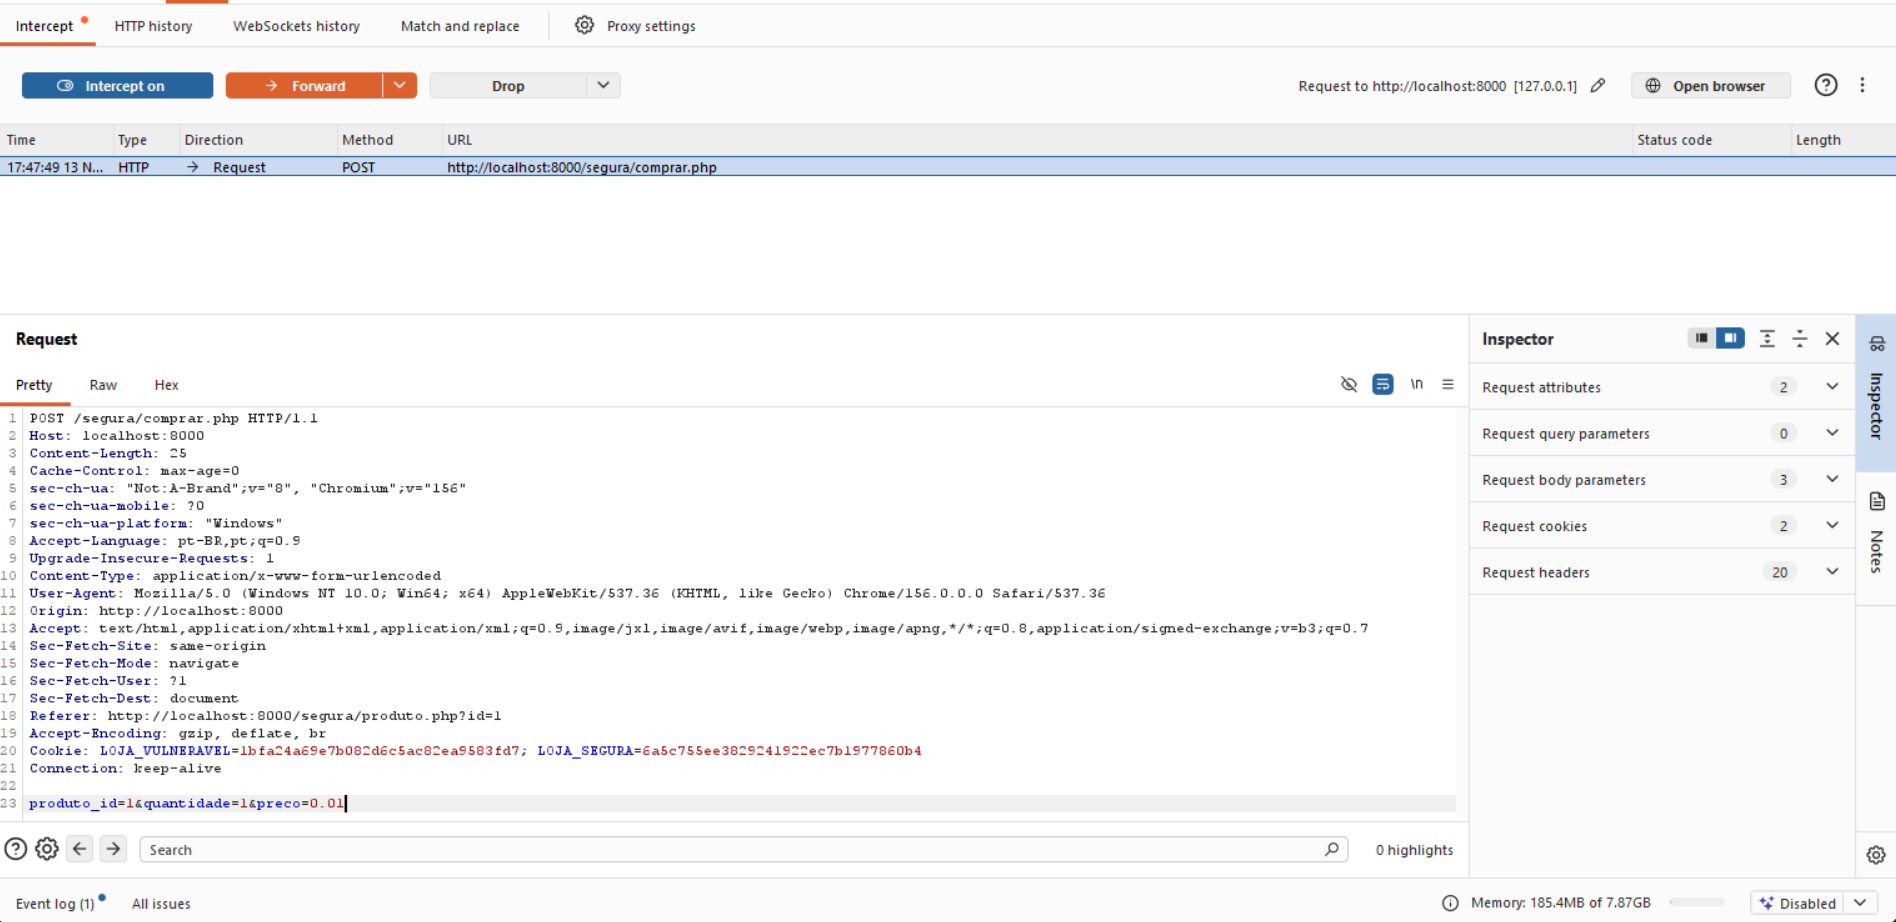 Intercept HTTP history WebSockets history Match and replace Proxy settings
Intercept on Forward Drop Request to http://localhost:8000 [127.0.0.1] Open browser
Time Type Direction Method URL Status code Length
17:47:49 13 N... HTTP Request POST http://localhost:8000/segura/comprar.php
Request
Pretty Raw Hex \n
1 POST /segura/comprar.php HTTP/1.1
2 Host: localhost:8000
3 Content-Length: 25
4 Cache-Control: max-age=0
5 sec-ch-ua: "Not:A-Brand";v="8", "Chromium";v="156"
6 sec-ch-ua-mobile: ?0
7 sec-ch-ua-platform: "Windows"
8 Accept-Language: pt-BR,pt;q=0.9
9 Upgrade-Insecure-Requests: 1
10 Content-Type: application/x-www-form-urlencoded
11 User-Agent: Mozilla/5.0 (Windows NT 10.0; Win64; x64) AppleWebKit/537.36 (KHTML, like Gecko) Chrome/156.0.0.0 Safari/537.36
12 Origin: http://localhost:8000
13 Accept: text/html,application/xhtml+xml,application/xml;q=0.9,image/jxl,image/avif,image/webp,image/apng,*/*;q=0.8,application/signed-exchange;v=b3;q=0.7
14 Sec-Fetch-Site: same-origin
15 Sec-Fetch-Mode: navigate
16 Sec-Fetch-User: ?1
17 Sec-Fetch-Dest: document
18 Referer: http://localhost:8000/segura/produto.php?id=1
19 Accept-Encoding: gzip, deflate, br
20 Cookie: LOJA_VULNERAVEL=1bfa24a69e7b082d6c5ac82ea9583fd7; LOJA_SEGURA=6a5c755ee3829241922ec7b1977860b4
21 Connection: keep-alive
22
23 produto_id=1&quantidade=1&preco=0.01
Inspector
Request attributes 2
Request query parameters 0
Request body parameters 3
Request cookies 2
Request headers 20
Inspector
Notes
Search 0 highlights
Event log (1) All issues Memory: 185.4MB of 7.87GB Disabled